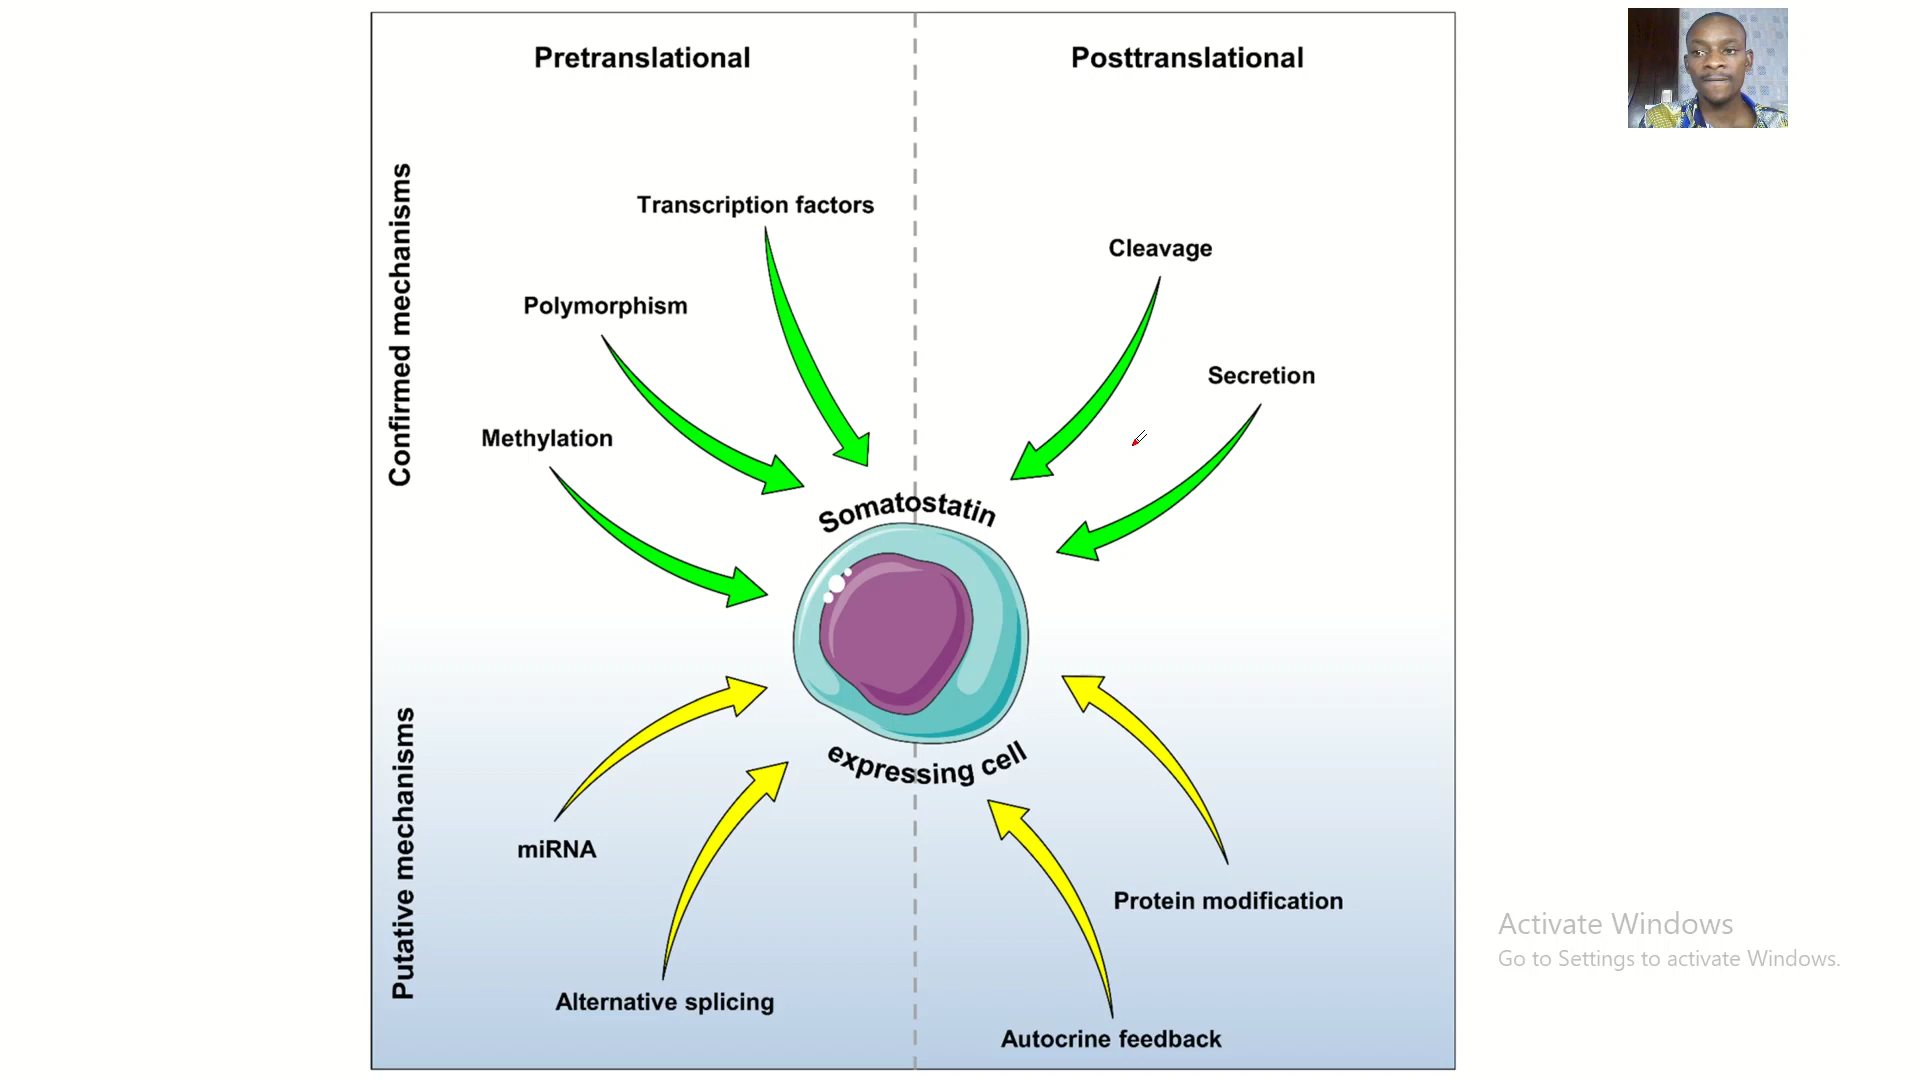 Pretranslational
Posttranslational
Confirmed mechanisms
Transcription factors
Cleavage
Polymorphism
Secretion
Methylation
Somatostatin
expressing cell
Putative mechanisms
miRNA
Protein modification
Alternative splicing
Autocrine feedback
Activate Windows
Go to Settings to activate Windows.